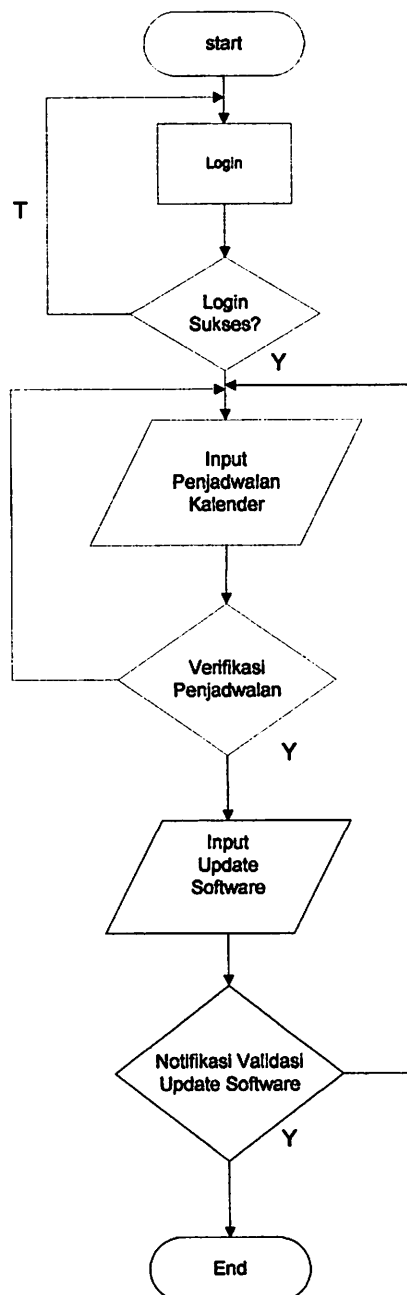 start
Login
T
Login
Sukses?
Y
Input
Penjadwalan
Kalender
Verifikasi
Penjadwalan
Y
Input
Update
Software
Notifikasi Validasi
Update Software
Y
End